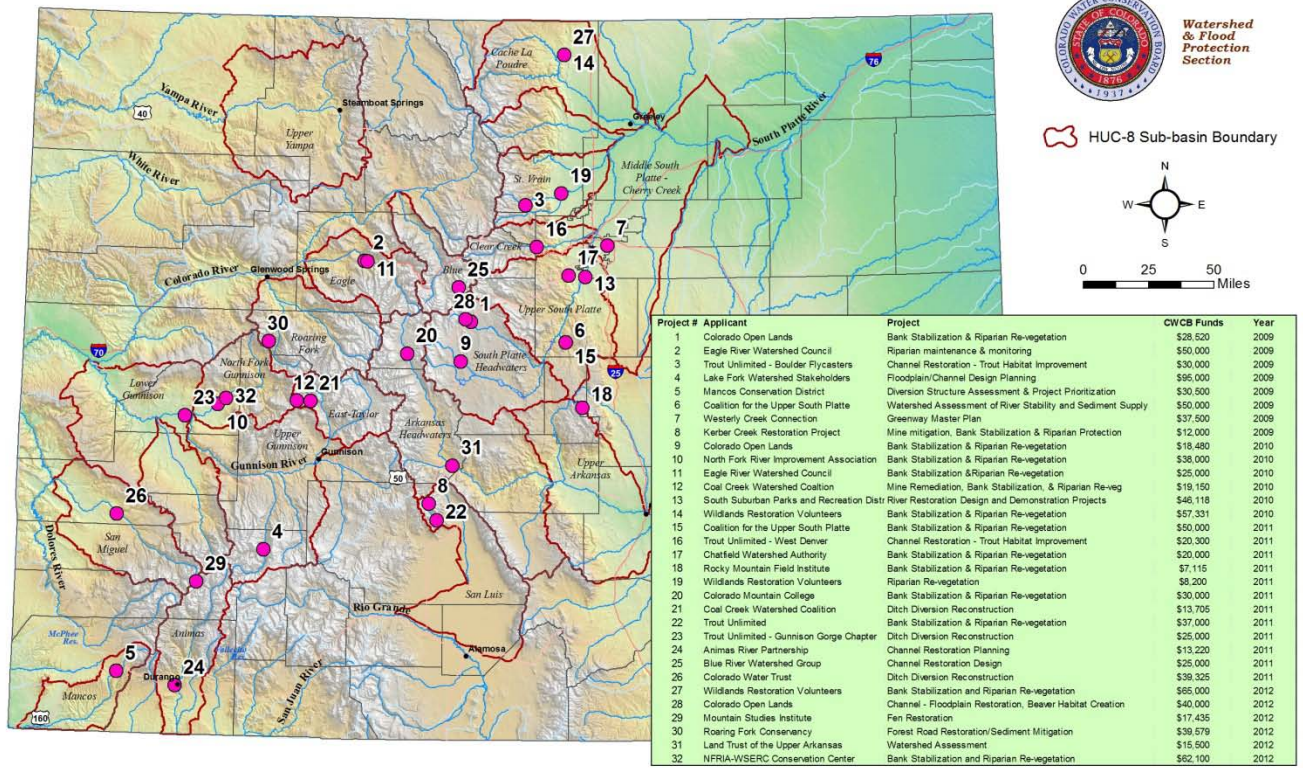 27
14
Cache La
Poudre
76
COLORADO WATER CONSERVATION BOARD
STATE OF COLORADO
1876
1937
Watershed
& Flood
Protection
Section
HUC-8 Sub-basin Boundary
N
W
E
S
0 25 50
Miles
Yampa River
40
Steamboat Springs
Upper
Yampa
Greeley
South Platte River
White River
Middle South
Platte -
Cherry Creek
St. Vrain
19
3
16
7
Clear Creek
17
13
2
11
Eagle
Blue
25
Colorado River
Glenwood Springs
28
1
Upper South Platte
6
15
30
Roaring
Fork
20
9
South Platte
Headwaters
70
North Fork
Gunnison
25
18
Lower
Gunnison
23
32
10
12
21
East-Taylor
Upper
Gunnison
Arkansas
Headwaters
Gunnison River
Gunnison
31
50
Upper
Arkansas
8
22
26
San
Miguel
4
Dolores River
29
San Luis
Rio Grande
Animas
McPhee
Res.
Alamosa
5
24
Durango
Mancos
San Juan River
160
Project # Applicant Project CWCB Funds Year
1 Colorado Open Lands Bank Stabilization & Riparian Re-vegetation $28,520 2009
2 Eagle River Watershed Council Riparian maintenance & monitoring $50,000 2009
3 Trout Unlimited - Boulder Flycasters Channel Restoration - Trout Habitat Improvement $30,000 2009
4 Lake Fork Watershed Stakeholders Floodplain/Channel Design Planning $95,000 2009
5 Mancos Conservation District Diversion Structure Assessment & Project Prioritization $30,500 2009
6 Coalition for the Upper South Platte Watershed Assessment of River Stability and Sediment Supply $50,000 2009
7 Westerly Creek Connection Greenway Master Plan $37,500 2009
8 Kerber Creek Restoration Project Mine mitigation, Bank Stabilization & Riparian Protection $12,000 2009
9 Colorado Open Lands Bank Stabilization & Riparian Re-vegetation $18,480 2010
10 North Fork River Improvement Association Bank Stabilization & Riparian Re-vegetation $38,000 2010
11 Eagle River Watershed Council Bank Stabilization &Riparian Re-vegetation $25,000 2010
12 Coal Creek Watershed Coaltion Mine Remediation, Bank Stabilization, & Riparian Re-veg $19,150 2010
13 South Suburban Parks and Recreation Distr River Restoration Design and Demonstration Projects $46,118 2010
14 Wildlands Restoration Volunteers Bank Stabilization & Riparian Re-vegetation $57,331 2010
15 Coalition for the Upper South Platte Bank Stabilization & Riparian Re-vegetation $50,000 2011
16 Trout Unlimited - West Denver Channel Restoration - Trout Habitat Improvement $20,300 2011
17 Chatfield Watershed Authority Bank Stabilization & Riparian Re-vegetation $20,000 2011
18 Rocky Mountain Field Institute Bank Stabilization & Riparian Re-vegetation $7,115 2011
19 Wildlands Restoration Volunteers Riparian Re-vegetation $8,200 2011
20 Colorado Mountain College Bank Stabilization & Riparian Re-vegetation $30,000 2011
21 Coal Creek Watershed Coalition Ditch Diversion Reconstruction $13,705 2011
22 Trout Unlimited Bank Stabilization & Riparian Re-vegetation $37,000 2011
23 Trout Unlimited - Gunnison Gorge Chapter Ditch Diversion Reconstruction $25,000 2011
24 Animas River Partnership Channel Restoration Planning $13,220 2011
25 Blue River Watershed Group Channel Restoration Design $25,000 2011
26 Colorado Water Trust Ditch Diversion Reconstruction $39,325 2011
27 Wildlands Restoration Volunteers Bank Stabilization and Riparian Re-vegetation $65,000 2012
28 Colorado Open Lands Channel - Floodplain Restoration, Beaver Habitat Creation $40,000 2012
29 Mountain Studies Institute Fen Restoration $17,435 2012
30 Roaring Fork Conservancy Forest Road Restoration/Sediment Mitigation $39,579 2012
31 Land Trust of the Upper Arkansas Watershed Assessment $15,500 2012
32 NFRIA-WSERC Conservation Center Bank Stabilization and Riparian Re-vegetation $62,100 2012